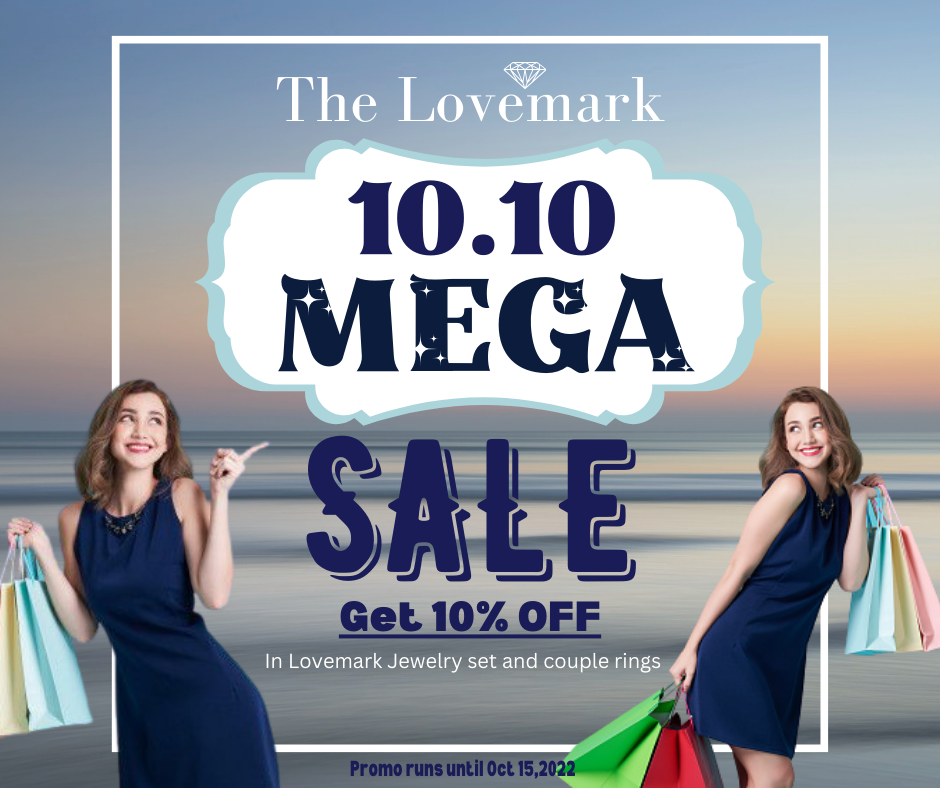 The Lovemark
10.10
MEGA
SALE
Get 10% OFF
In Lovemark Jewelry set and couple rings
Promo runs until Oct 15,2022